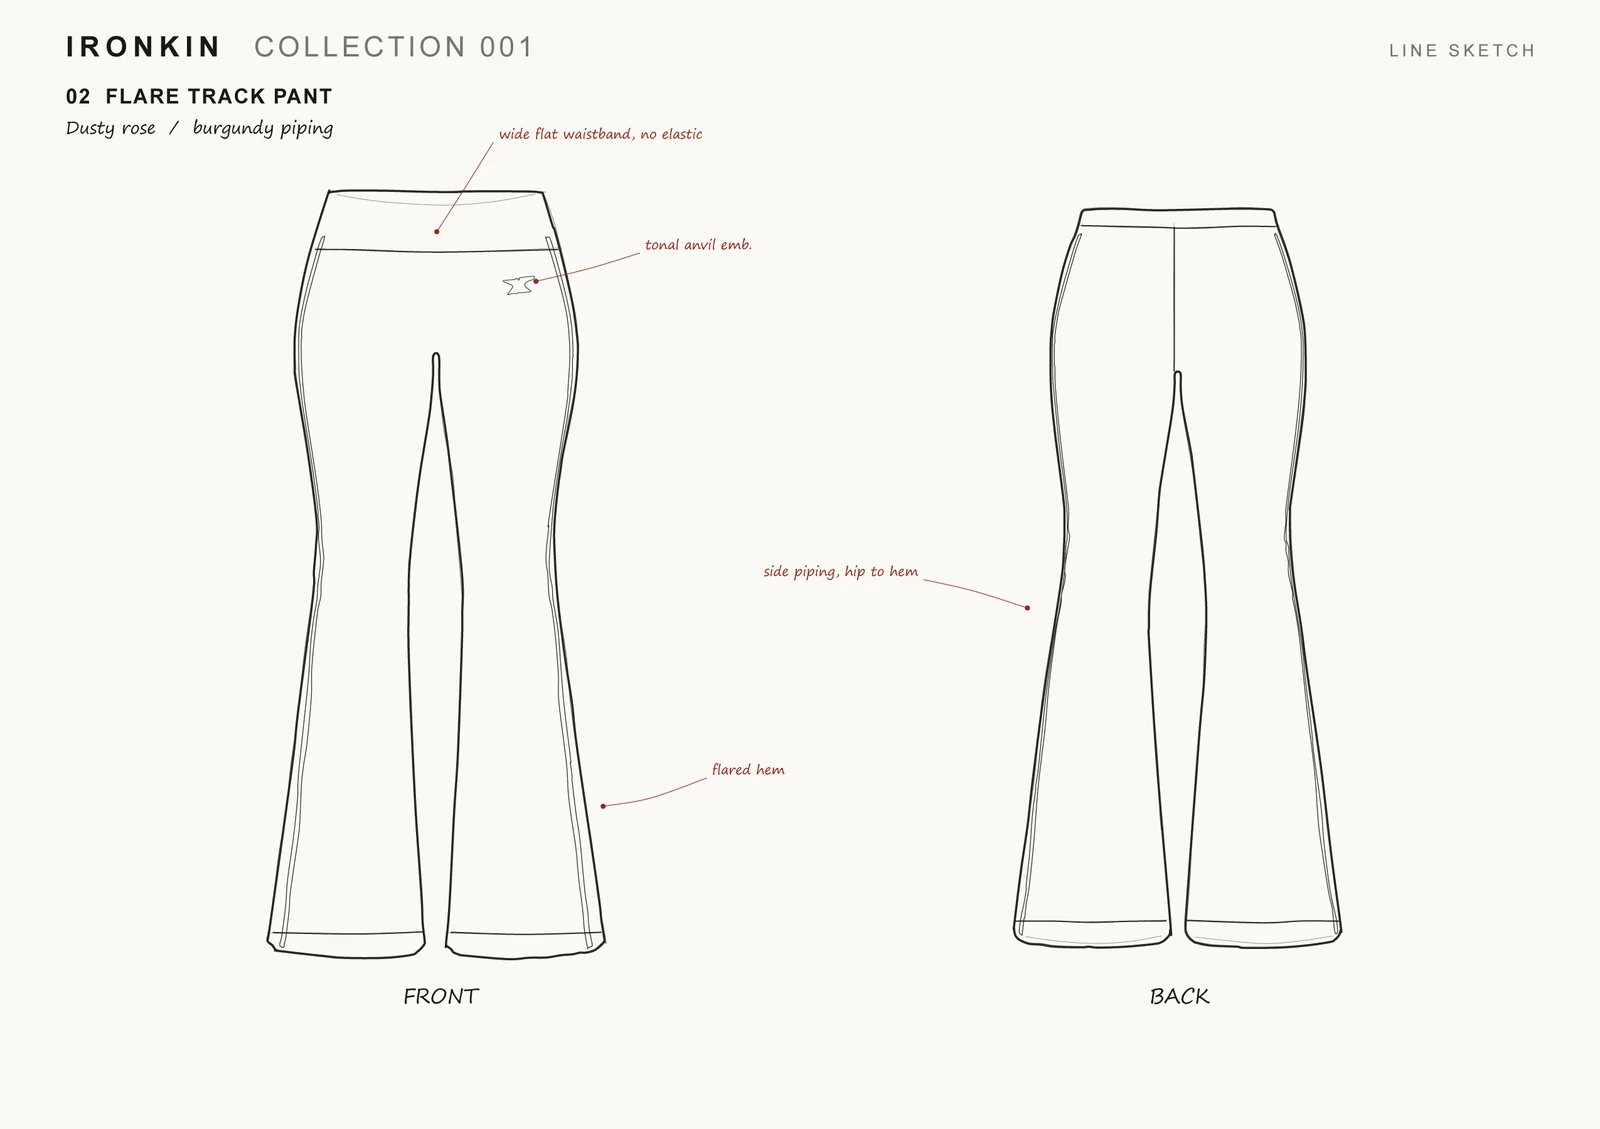 IRONKIN COLLECTION 001
LINE SKETCH
02 FLARE TRACK PANT
Dusty rose / burgundy piping
wide flat waistband, no elastic
tonal anvil emb.
side piping, hip to hem
flared hem
FRONT
BACK